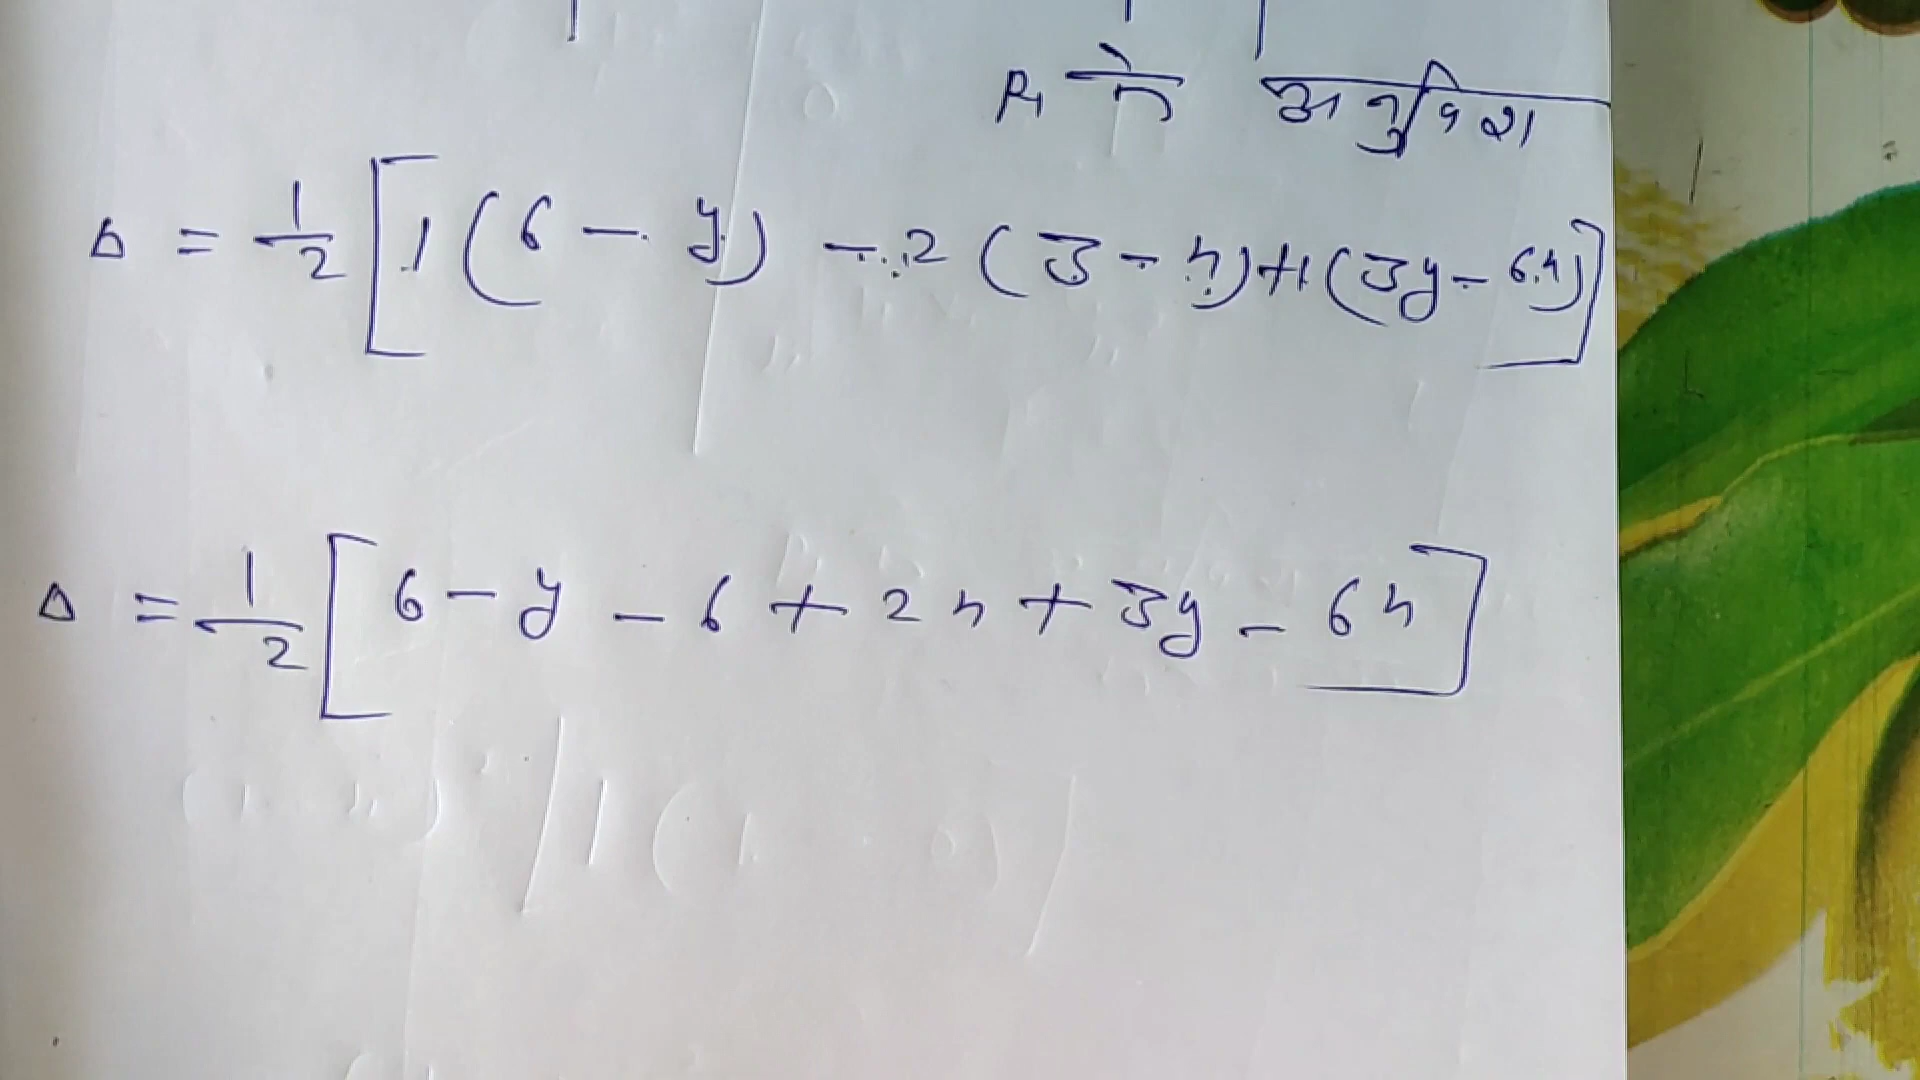 R₁ के अनुदिश
Δ = 1/2 [1(6 - y) - 2(3 - x) + 1(3y - 6x)]
Δ = 1/2 [6 - y - 6 + 2x + 3y - 6x]